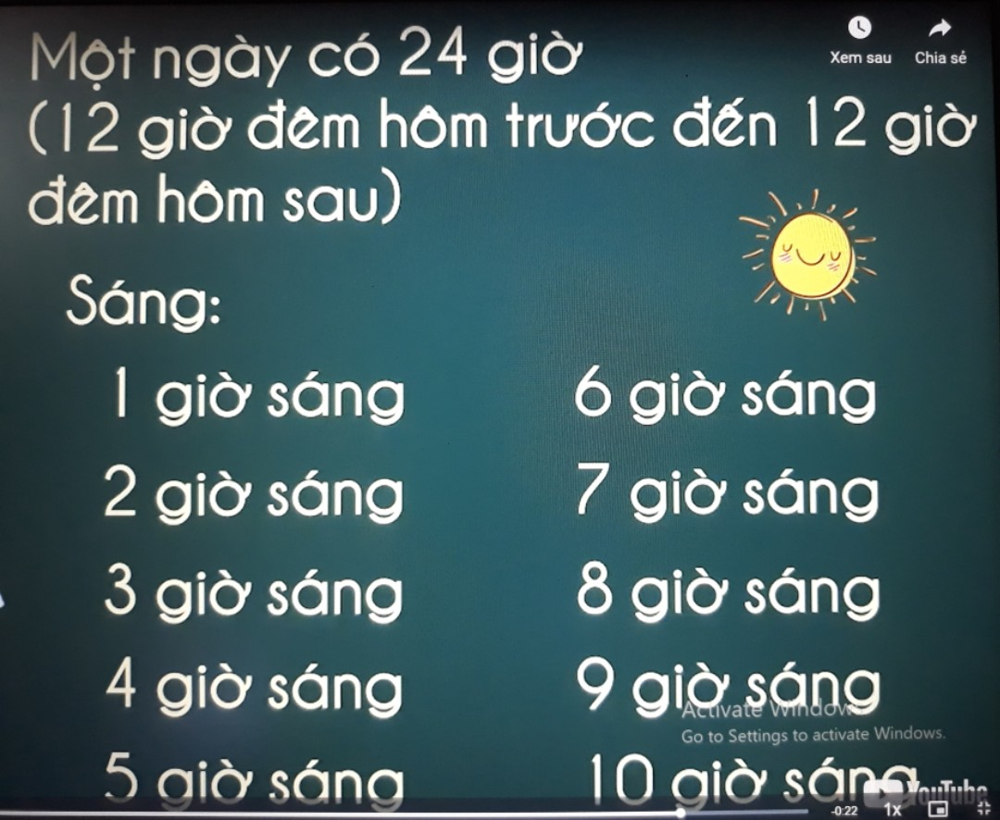 Một ngày có 24 giờ
(12 giờ đêm hôm trước đến 12 giờ
đêm hôm sau)
Xem sau
Chia sẻ
Sáng:
1 giờ sáng
2 giờ sáng
3 giờ sáng
4 giờ sáng
5 giờ sáng
6 giờ sáng
7 giờ sáng
8 giờ sáng
9 giờ sáng
10 giờ sáng
Activate Windows
Go to Settings to activate Windows.
YouTube
-0:22
1x